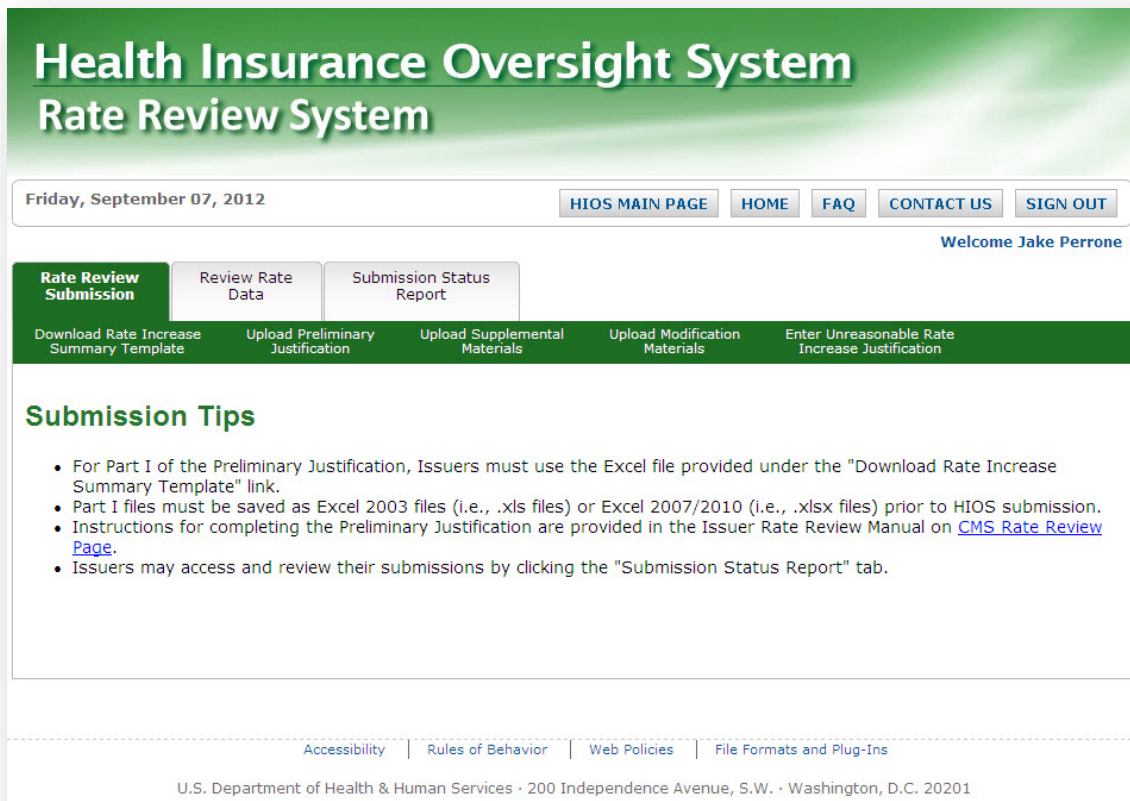 Health Insurance Oversight System
Rate Review System
Friday, September 07, 2012
HIOS MAIN PAGE
HOME
FAQ
CONTACT US
SIGN OUT
Welcome Jake Perrone
Rate Review
Submission
Review Rate
Data
Submission Status
Report
Download Rate Increase
Summary Template
Upload Preliminary
Justification
Upload Supplemental
Materials
Upload Modification
Materials
Enter Unreasonable Rate
Increase Justification
Submission Tips
• For Part I of the Preliminary Justification, Issuers must use the Excel file provided under the "Download Rate Increase
Summary Template" link.
• Part I files must be saved as Excel 2003 files (i.e., .xls files) or Excel 2007/2010 (i.e., .xlsx files) prior to HIOS submission.
• Instructions for completing the Preliminary Justification are provided in the Issuer Rate Review Manual on CMS Rate Review
Page.
• Issuers may access and review their submissions by clicking the "Submission Status Report" tab.
Accessibility | Rules of Behavior | Web Policies | File Formats and Plug-Ins
U.S. Department of Health & Human Services · 200 Independence Avenue, S.W. · Washington, D.C. 20201